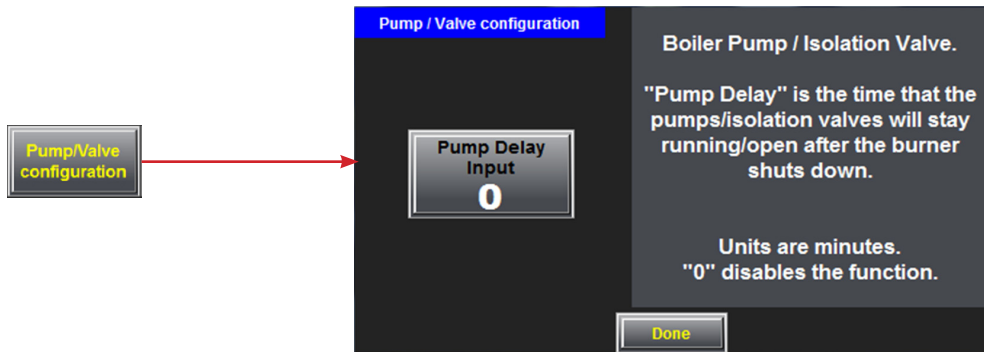 Pump/Valve
configuration
Pump / Valve configuration
Pump Delay
Input
0
Boiler Pump / Isolation Valve.
"Pump Delay" is the time that the
pumps/isolation valves will stay
running/open after the burner
shuts down.
Units are minutes.
"0" disables the function.
Done